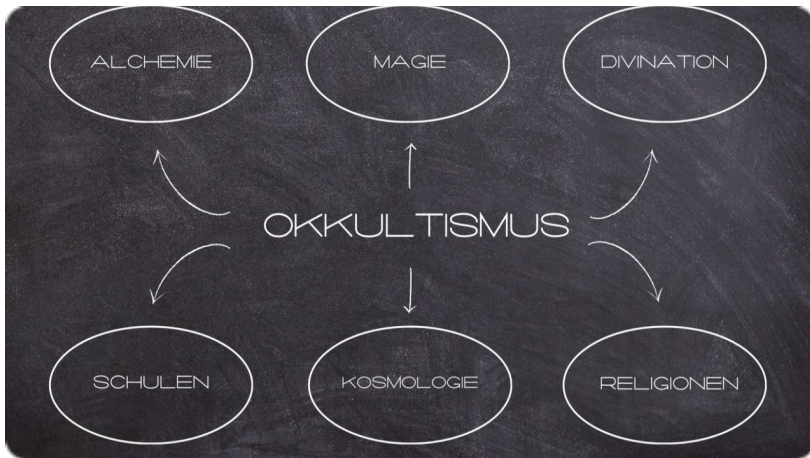 ALCHEMIE
MAGIE
DIVINATION
OKKULTISMUS
SCHULEN
KOSMOLOGIE
RELIGIONEN